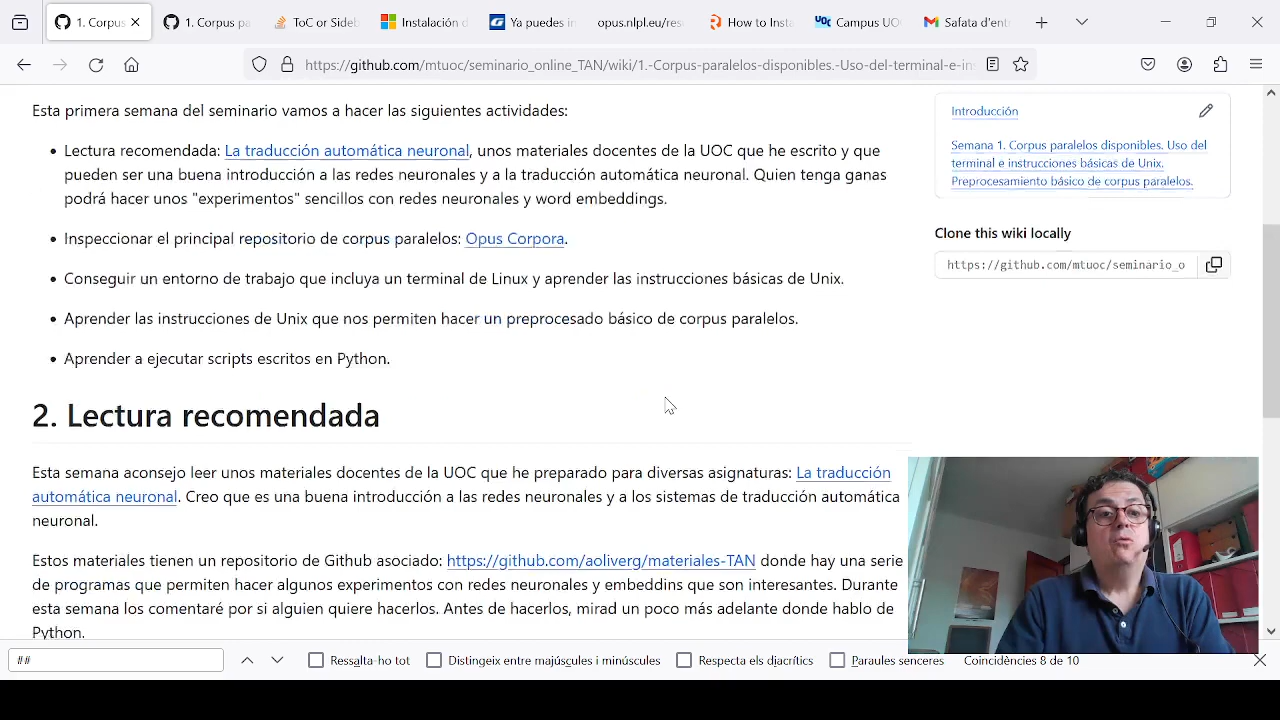 1. Corpus
1. Corpus pa
ToC or Sideb
Instalación d
Ya puedes in
opus.nlpl.eu/res
How to Insta
UOC
Campus UO
Safata d'entr
https://github.com/mtuoc/seminario_online_TAN/wiki/1.-Corpus-paralelos-disponibles.-Uso-del-terminal-e-ins
Esta primera semana del seminario vamos a hacer las siguientes actividades:
• Lectura recomendada: La traducción automática neuronal, unos materiales docentes de la UOC que he escrito y que
pueden ser una buena introducción a las redes neuronales y a la traducción automática neuronal. Quien tenga ganas
podrá hacer unos "experimentos" sencillos con redes neuronales y word embeddings.
• Inspeccionar el principal repositorio de corpus paralelos: Opus Corpora.
• Conseguir un entorno de trabajo que incluya un terminal de Linux y aprender las instrucciones básicas de Unix.
• Aprender las instrucciones de Unix que nos permiten hacer un preprocesado básico de corpus paralelos.
• Aprender a ejecutar scripts escritos en Python.
2. Lectura recomendada
Esta semana aconsejo leer unos materiales docentes de la UOC que he preparado para diversas asignaturas: La traducción
automática neuronal. Creo que es una buena introducción a las redes neuronales y a los sistemas de traducción automática
neuronal.
Estos materiales tienen un repositorio de Github asociado: https://github.com/aoliverg/materiales-TAN donde hay una serie
de programas que permiten hacer algunos experimentos con redes neuronales y embeddins que son interesantes. Durante
esta semana los comentaré por si alguien quiere hacerlos. Antes de hacerlos, mirad un poco más adelante donde hablo de
Python.
Introducción
Semana 1. Corpus paralelos disponibles. Uso del
terminal e instrucciones básicas de Unix.
Preprocesamiento básico de corpus paralelos.
Clone this wiki locally
https://github.com/mtuoc/seminario_o
##
Ressalta-ho tot
Distingeix entre majúscules i minúscules
Respecta els diacrítics
Paraules senceres
Coincidències 8 de 10